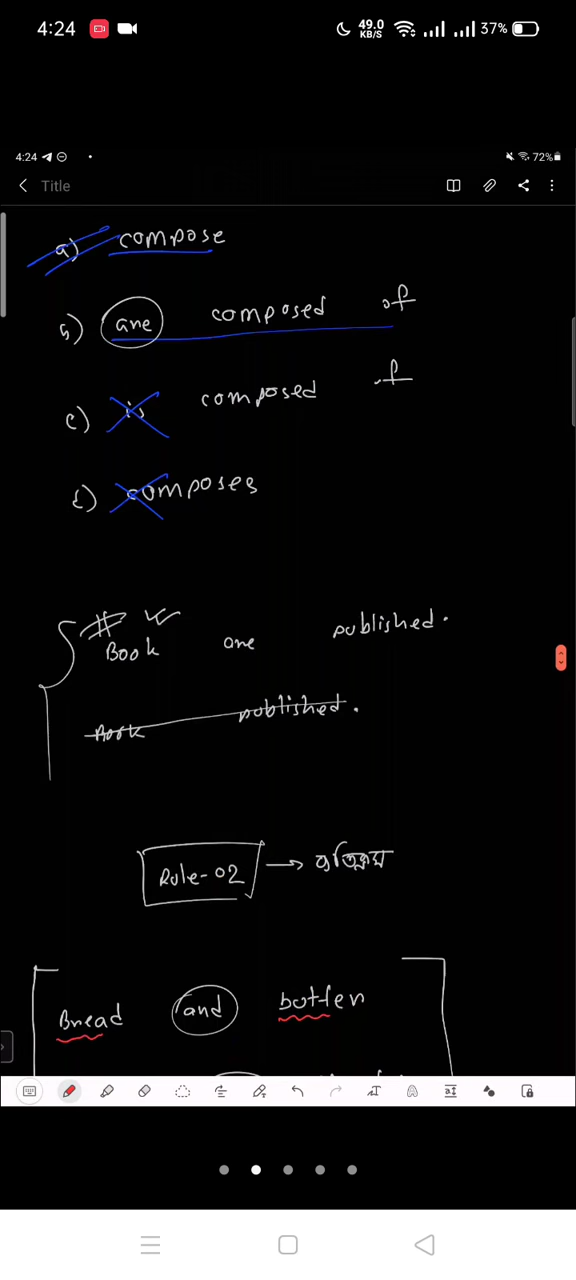 4:24 49.0 KB/S 37%
4:24 72%
Title
a) compose
b) are composed of
c) is composed of
d) composes
Book are published.
Book published.
Rule-02 → ব্যতিক্রম
Bread and butter